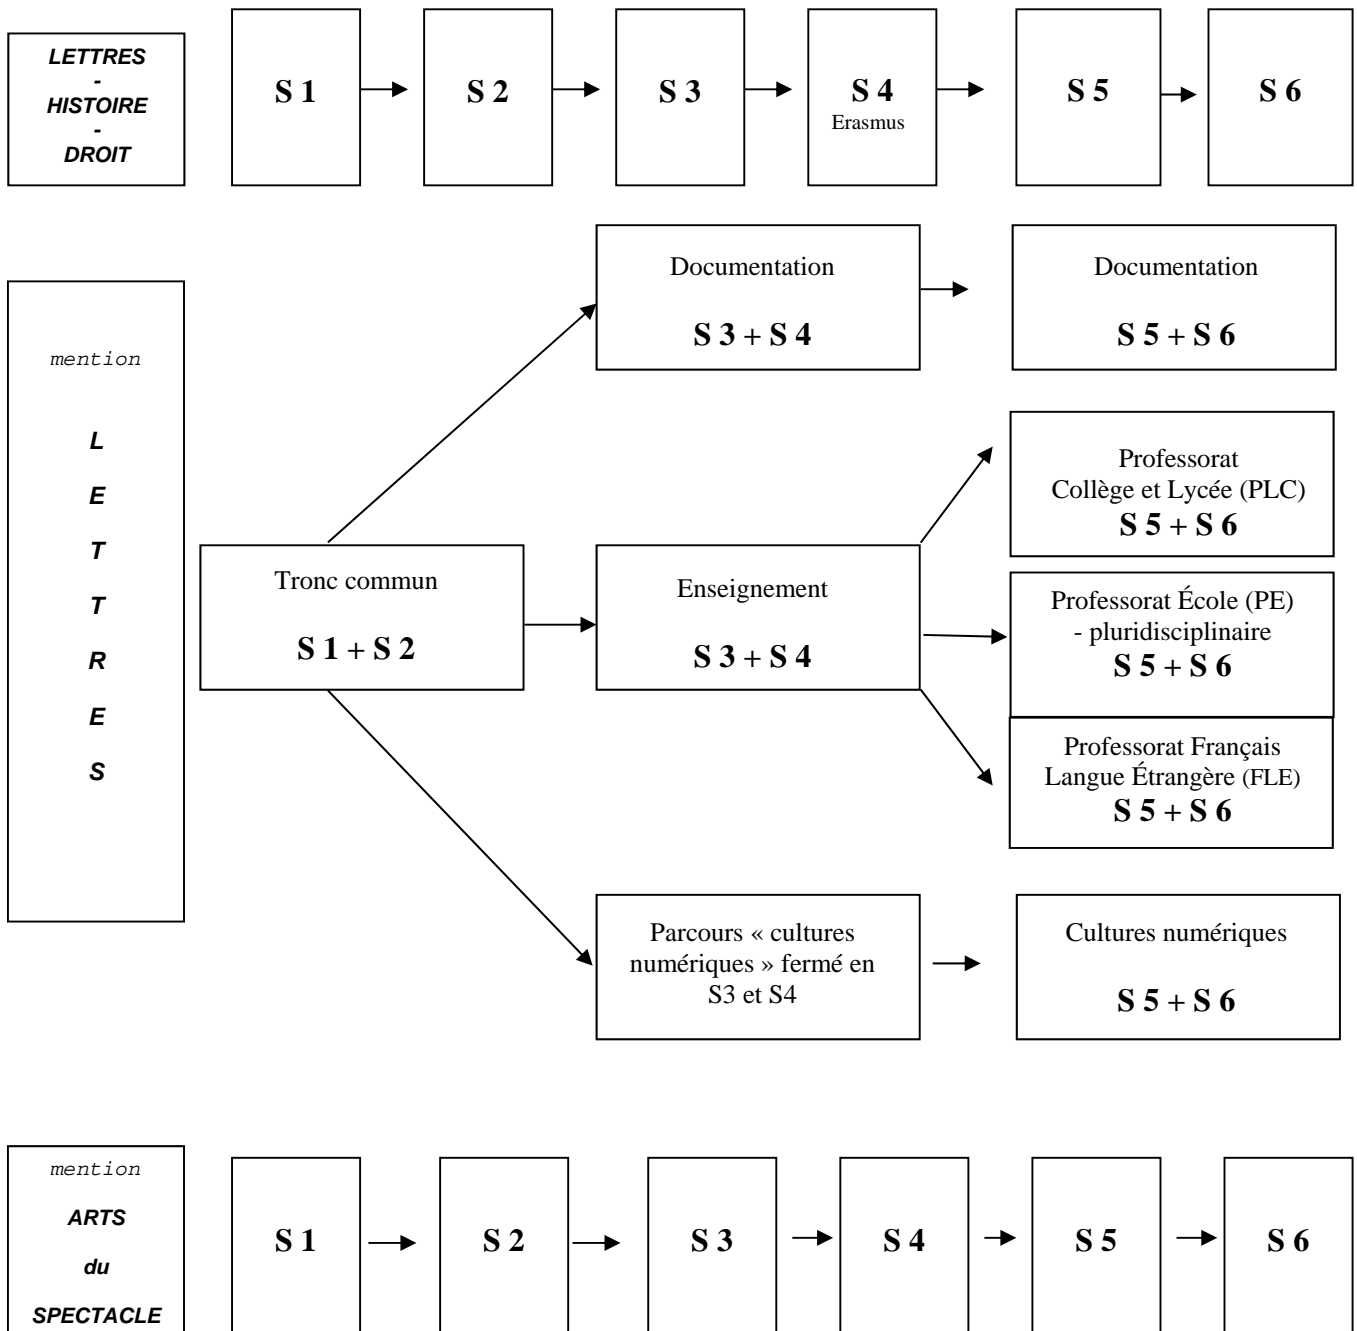 LETTRES
-
HISTOIRE
-
DROIT
S 1
S 2
S 3
S 4
Erasmus
S 5
S 6
mention
L
E
T
T
R
E
S
Tronc commun
S 1 + S 2
Documentation
S 3 + S 4
Documentation
S 5 + S 6
Enseignement
S 3 + S 4
Professorat
Collège et Lycée (PLC)
S 5 + S 6
Professorat École (PE)
- pluridisciplinaire
S 5 + S 6
Professorat Français
Langue Étrangère (FLE)
S 5 + S 6
Parcours « cultures
numériques » fermé en
S3 et S4
Cultures numériques
S 5 + S 6
mention
ARTS
du
SPECTACLE
S 1
S 2
S 3
S 4
S 5
S 6